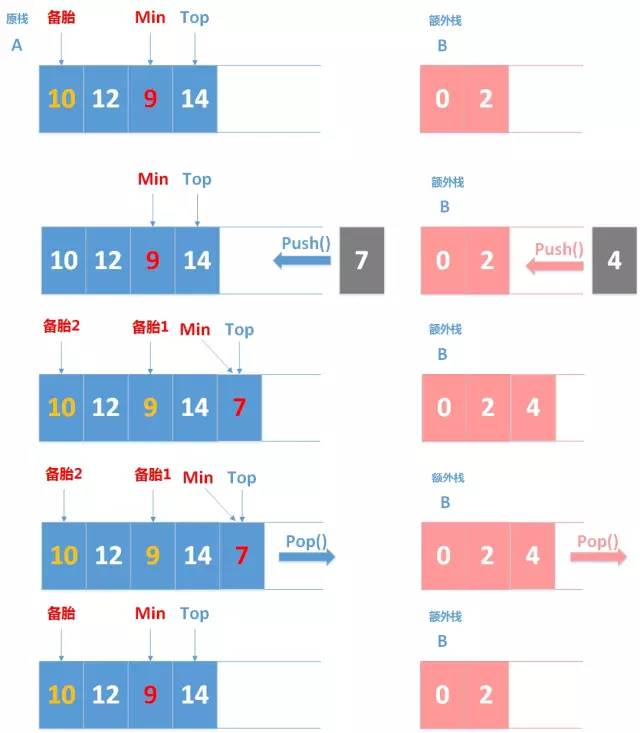 原栈 备胎 Min Top 额外栈
A B
10 12 9 14 0 2
Min Top 额外栈
B
10 12 9 14 Push() 7 0 2 Push() 4
备胎2 备胎1 Min Top 额外栈
B
10 12 9 14 7 0 2 4
备胎2 备胎1 Min Top 额外栈
B
10 12 9 14 7 Pop() 0 2 4 Pop()
备胎 Min Top 额外栈
B
10 12 9 14 0 2